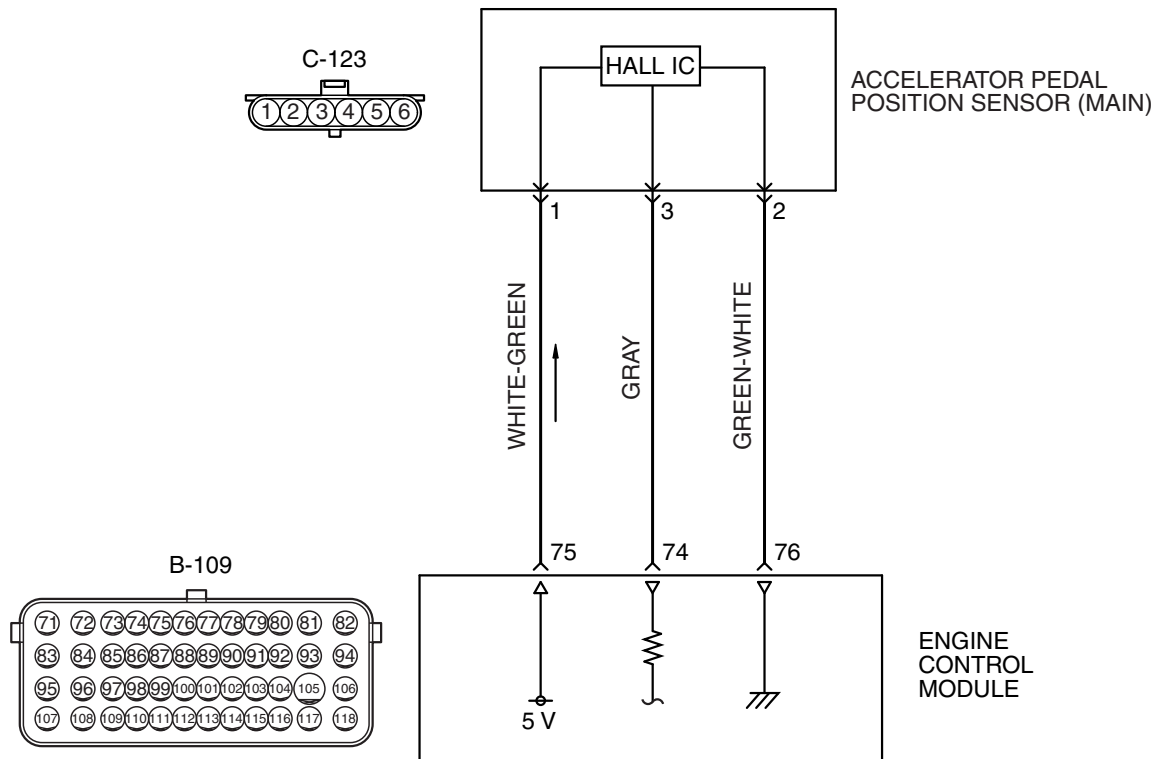 C-123
1 2 3 4 5 6
HALL IC
ACCELERATOR PEDAL
POSITION SENSOR (MAIN)
1 3 2
WHITE-GREEN
GRAY
GREEN-WHITE
75 74 76
B-109
71 72 73 74 75 76 77 78 79 80 81 82
83 84 85 86 87 88 89 90 91 92 93 94
95 96 97 98 99 100 101 102 103 104 105 106
107 108 109 110 111 112 113 114 115 116 117 118
5 V
ENGINE
CONTROL
MODULE